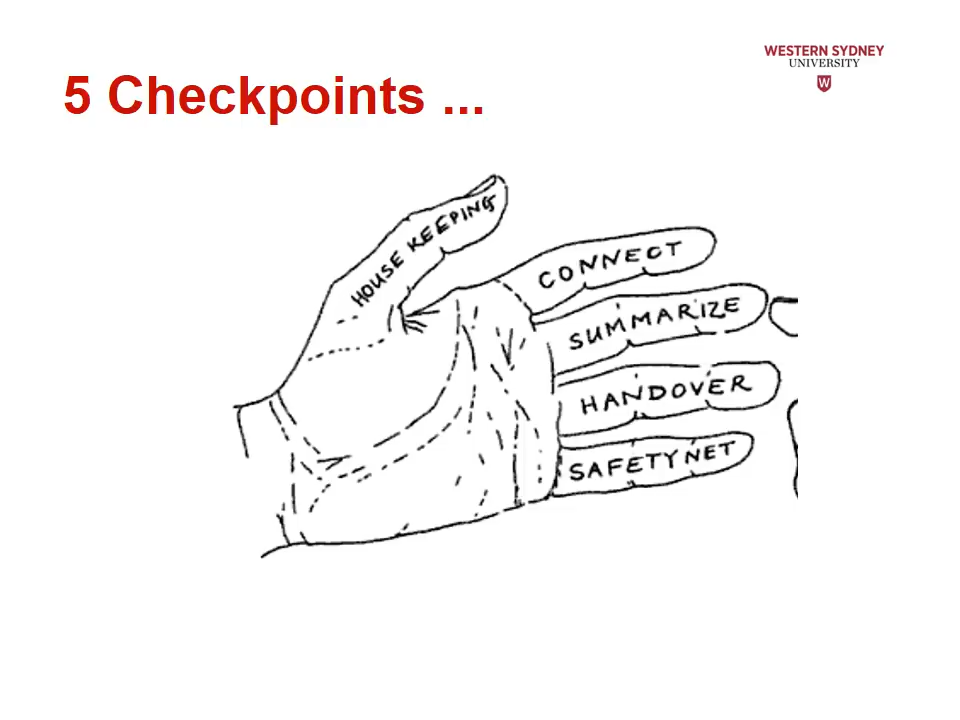 WESTERN SYDNEY
UNIVERSITY
W
5 Checkpoints ...
HOUSE KEEPING
CONNECT
SUMMARIZE
HANDOVER
SAFETYNET